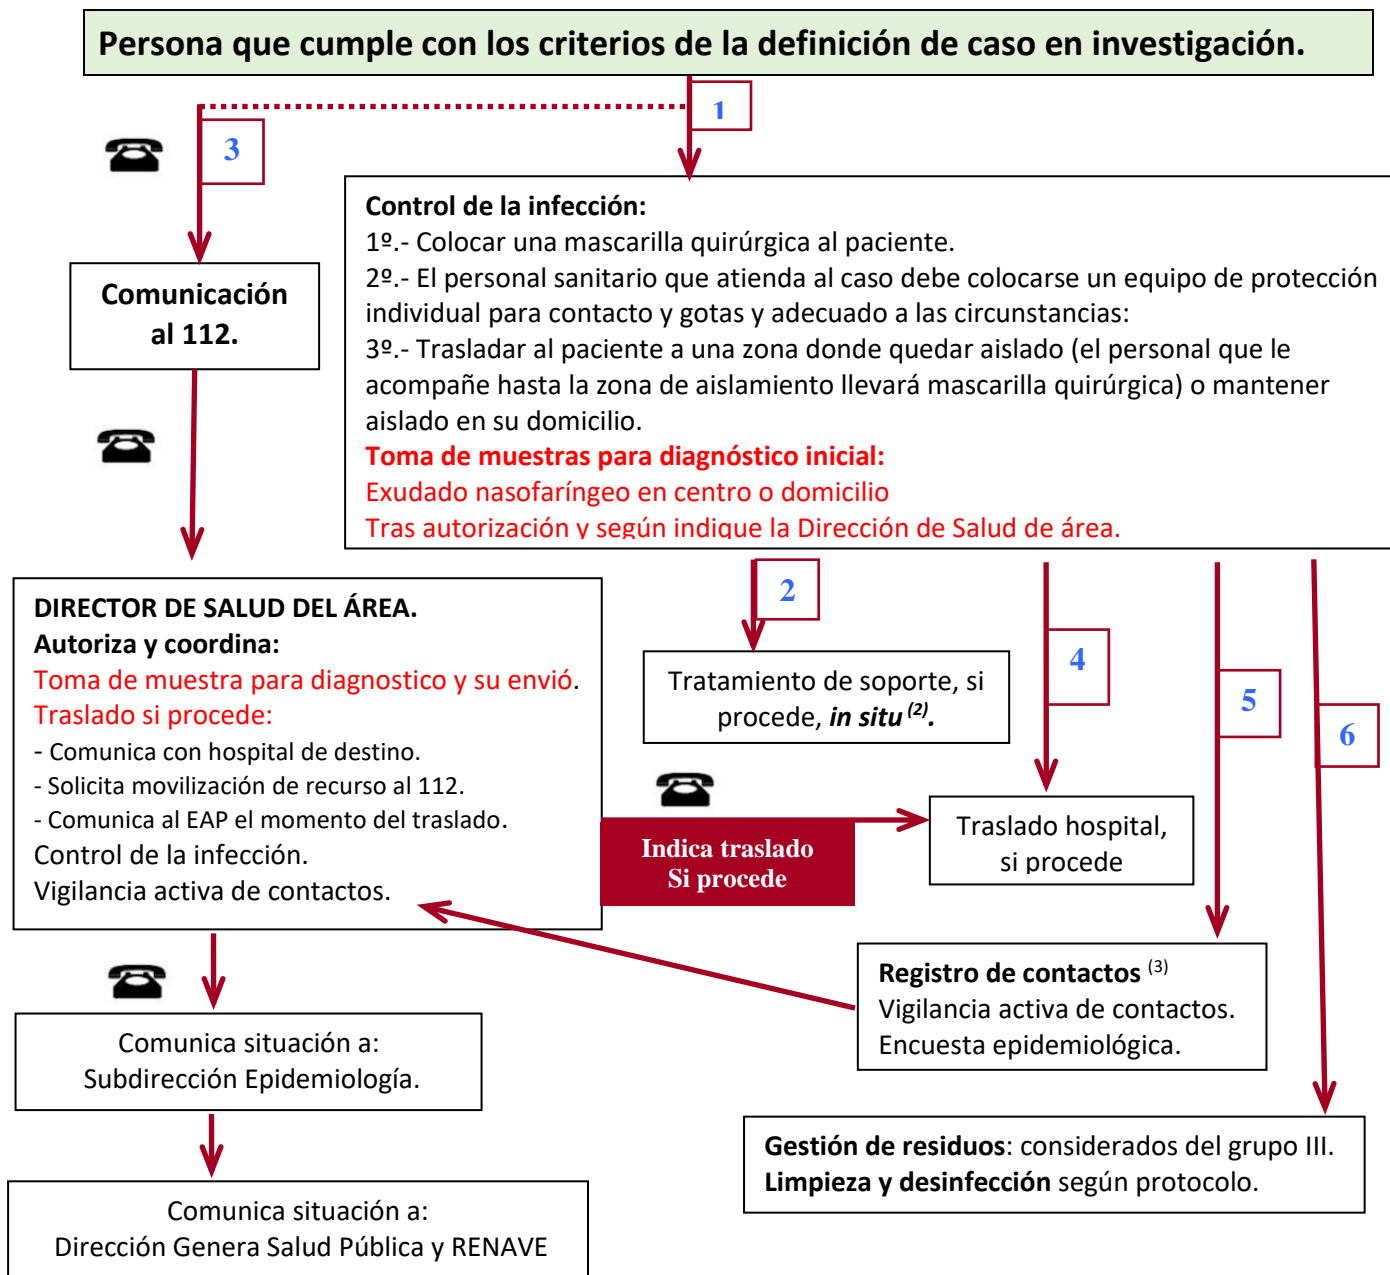 Persona que cumple con los criterios de la definición de caso en investigación.
1
3
Control de la infección:
1º.- Colocar una mascarilla quirúrgica al paciente.
2º.- El personal sanitario que atienda al caso debe colocarse un equipo de protección
individual para contacto y gotas y adecuado a las circunstancias:
3º.- Trasladar al paciente a una zona donde quedar aislado (el personal que le
acompañe hasta la zona de aislamiento llevará mascarilla quirúrgica) o mantener
aislado en su domicilio.
Toma de muestras para diagnóstico inicial:
Exudado nasofaríngeo en centro o domicilio
Tras autorización y según indique la Dirección de Salud de área.
Comunicación
al 112.
DIRECTOR DE SALUD DEL ÁREA.
Autoriza y coordina:
Toma de muestra para diagnostico y su envió.
Traslado si procede:
- Comunica con hospital de destino.
- Solicita movilización de recurso al 112.
- Comunica al EAP el momento del traslado.
Control de la infección.
Vigilancia activa de contactos.
2
Tratamiento de soporte, si
procede, in situ (2).
4
5
6
Indica traslado
Si procede
Traslado hospital,
si procede
Registro de contactos (3)
Vigilancia activa de contactos.
Encuesta epidemiológica.
Comunica situación a:
Subdirección Epidemiología.
Gestión de residuos: considerados del grupo III.
Limpieza y desinfección según protocolo.
Comunica situación a:
Dirección Genera Salud Pública y RENAVE